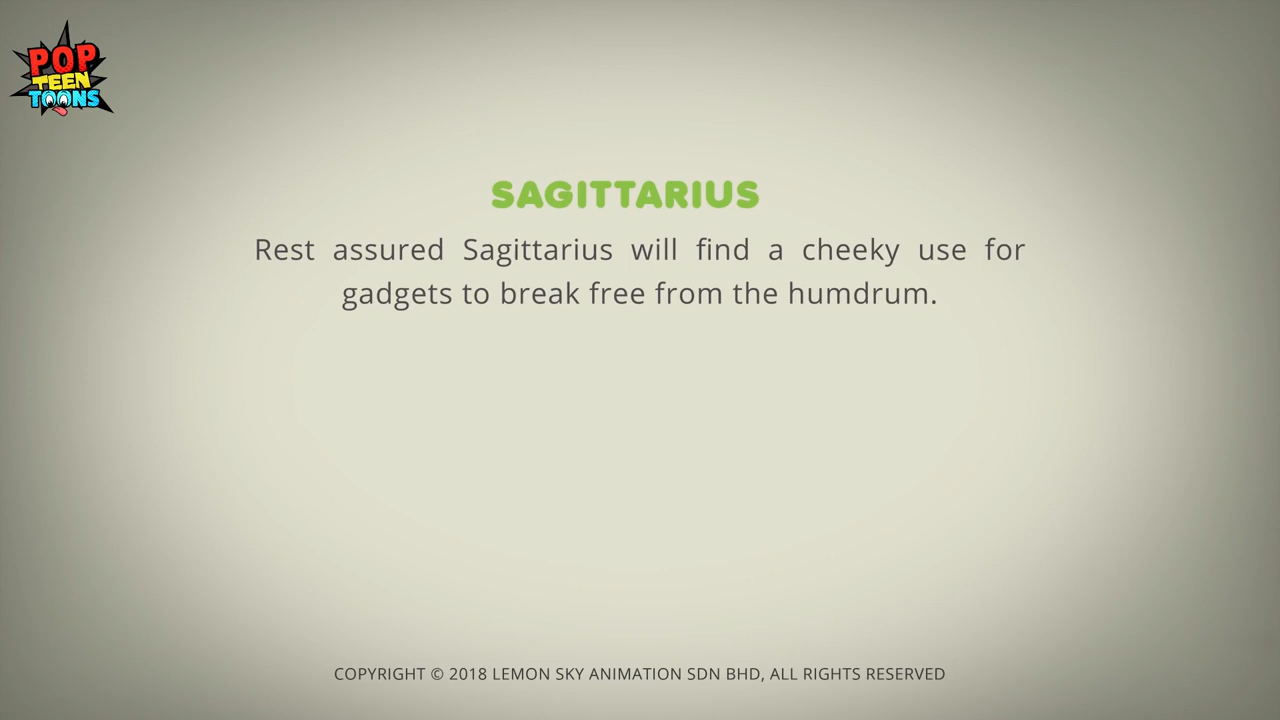 POP
TEEN
TOONS
SAGITTARIUS
Rest assured Sagittarius will find a cheeky use for
gadgets to break free from the humdrum.
COPYRIGHT © 2018 LEMON SKY ANIMATION SDN BHD, ALL RIGHTS RESERVED